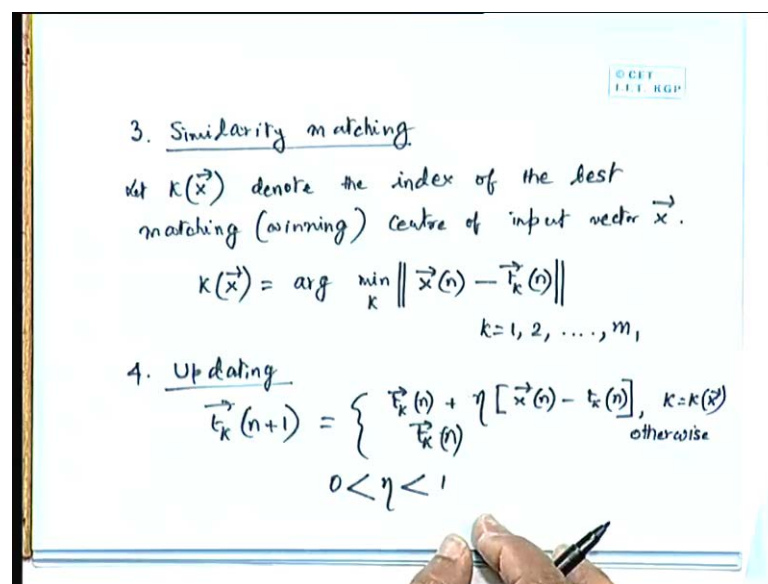 © CET
I.I.T. KGP
3. Similarity matching.
Let k(x⃗) denote the index of the best
matching (winning) centre of input vector x⃗.
k(x⃗) = arg min_k ‖ x⃗(n) − t⃗_k(n) ‖
k = 1, 2, ...., m₁
4. Updating
t⃗_k(n+1) = { t⃗_k(n) + η [x⃗(n) − t_k(n)], k = k(x⃗)
t⃗_k(n) otherwise
0 < η < 1